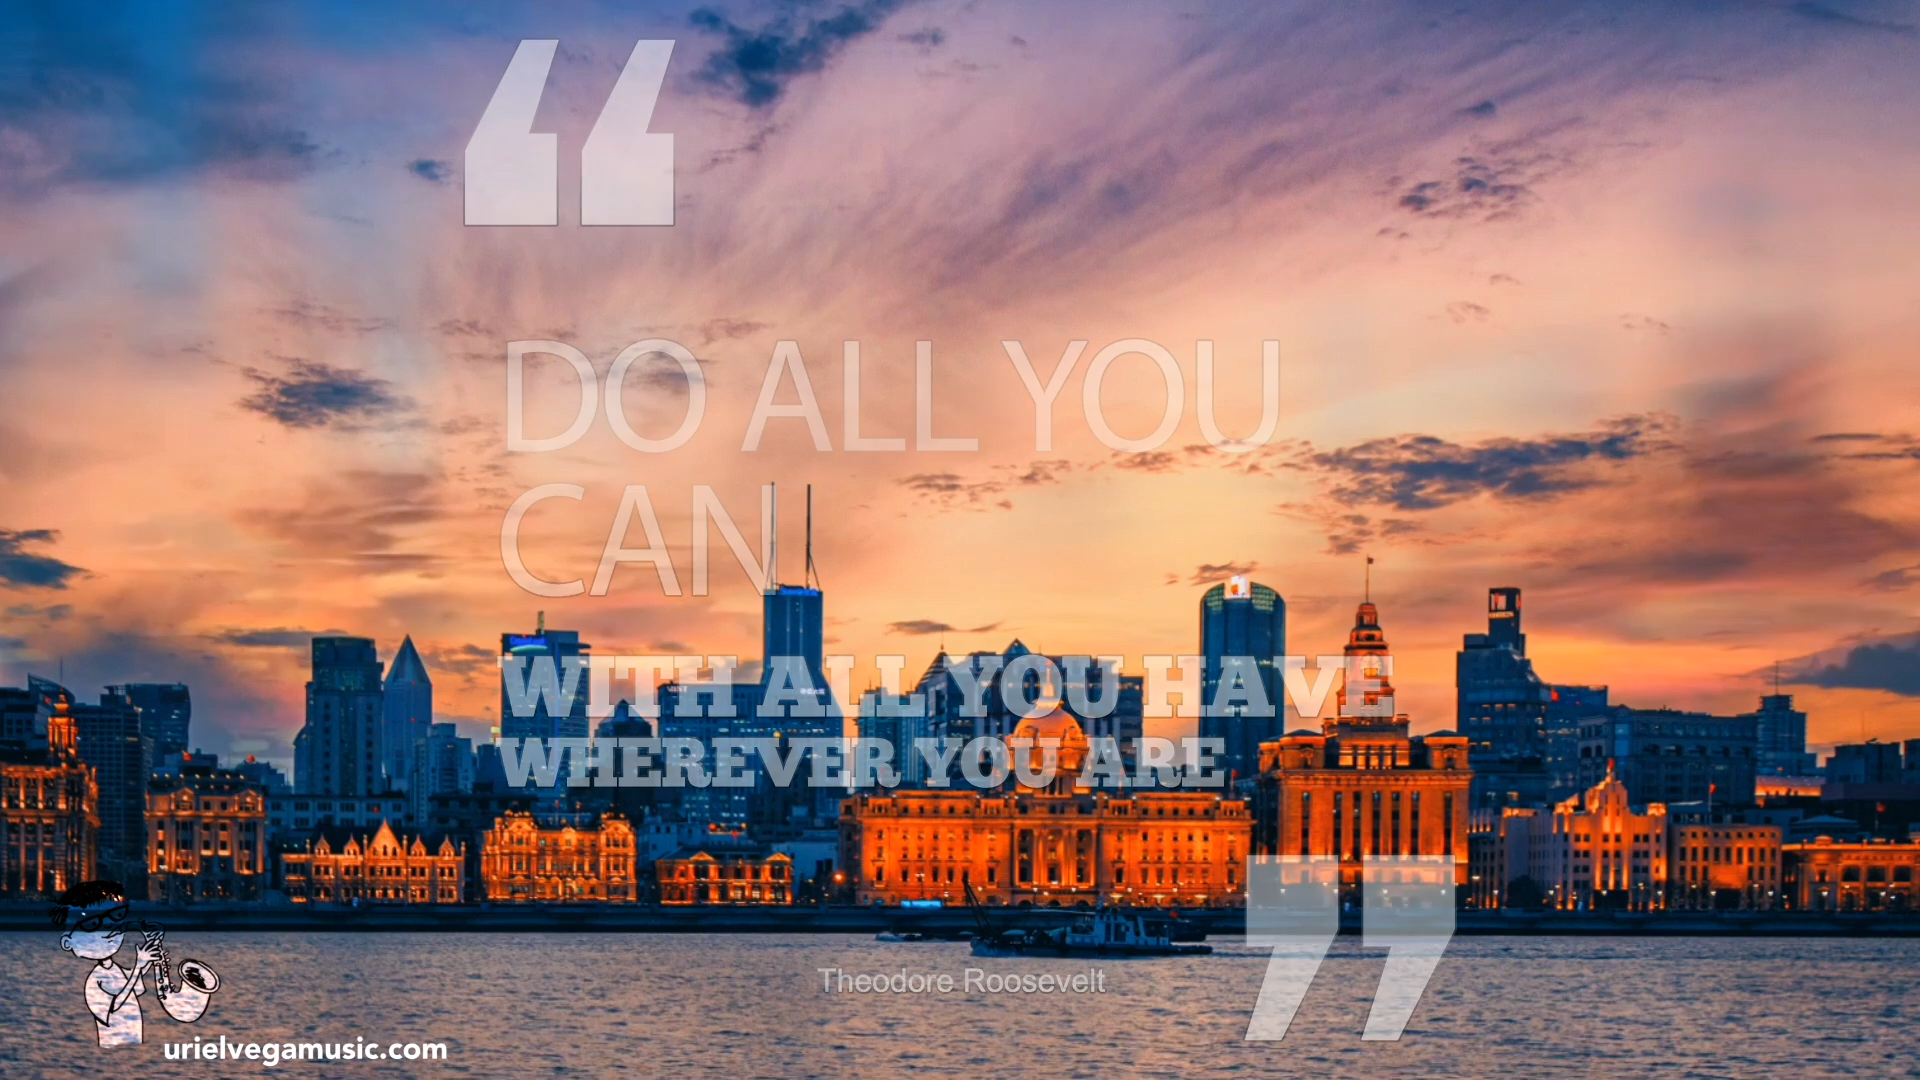 “
DO ALL YOU
CAN
WITH ALL YOU HAVE
WHEREVER YOU ARE
”
Theodore Roosevelt
urielvegamusic.com